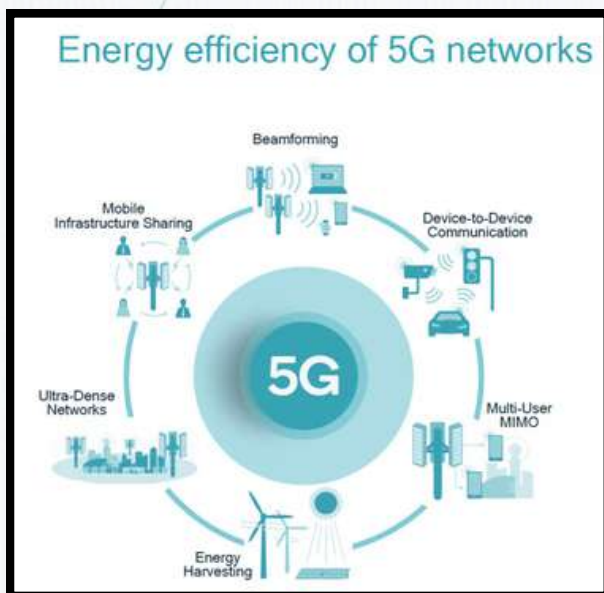 Energy efficiency of 5G networks
Beamforming
Mobile
Infrastructure Sharing
Device-to-Device
Communication
5G
Ultra-Dense
Networks
Multi-User
MIMO
Energy
Harvesting